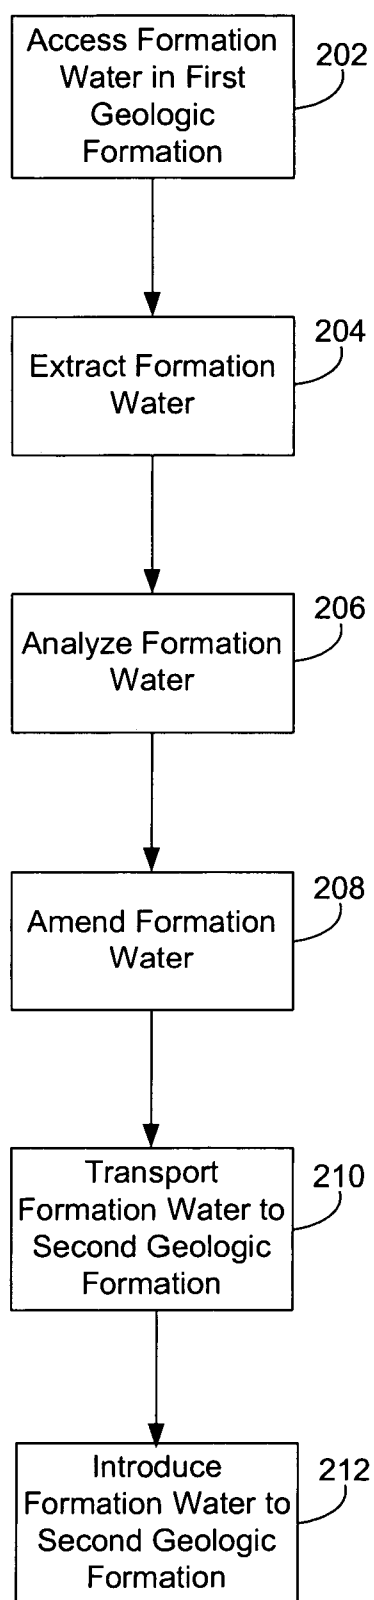 Access Formation
Water in First
Geologic
Formation
202
Extract Formation
Water
204
Analyze Formation
Water
206
Amend Formation
Water
208
Transport
Formation Water to
Second Geologic
Formation
210
Introduce
Formation Water to
Second Geologic
Formation
212